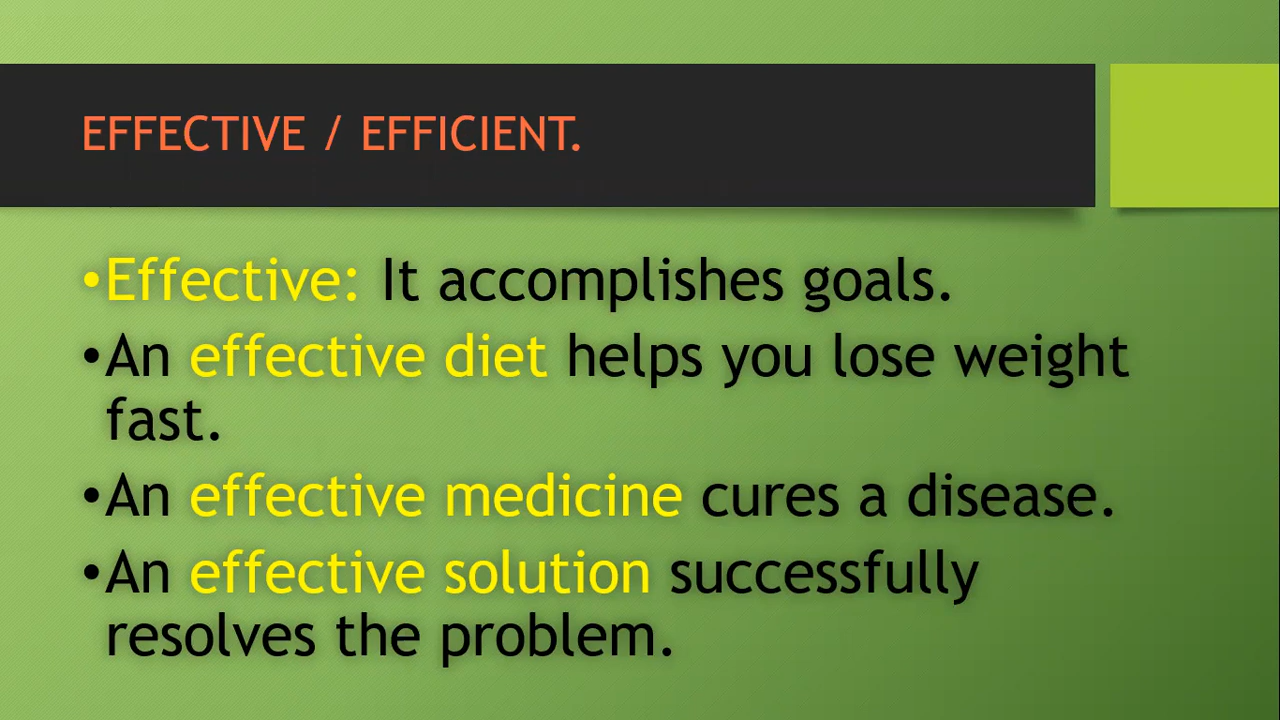 EFFECTIVE / EFFICIENT.
•Effective: It accomplishes goals.
•An effective diet helps you lose weight
fast.
•An effective medicine cures a disease.
•An effective solution successfully
resolves the problem.